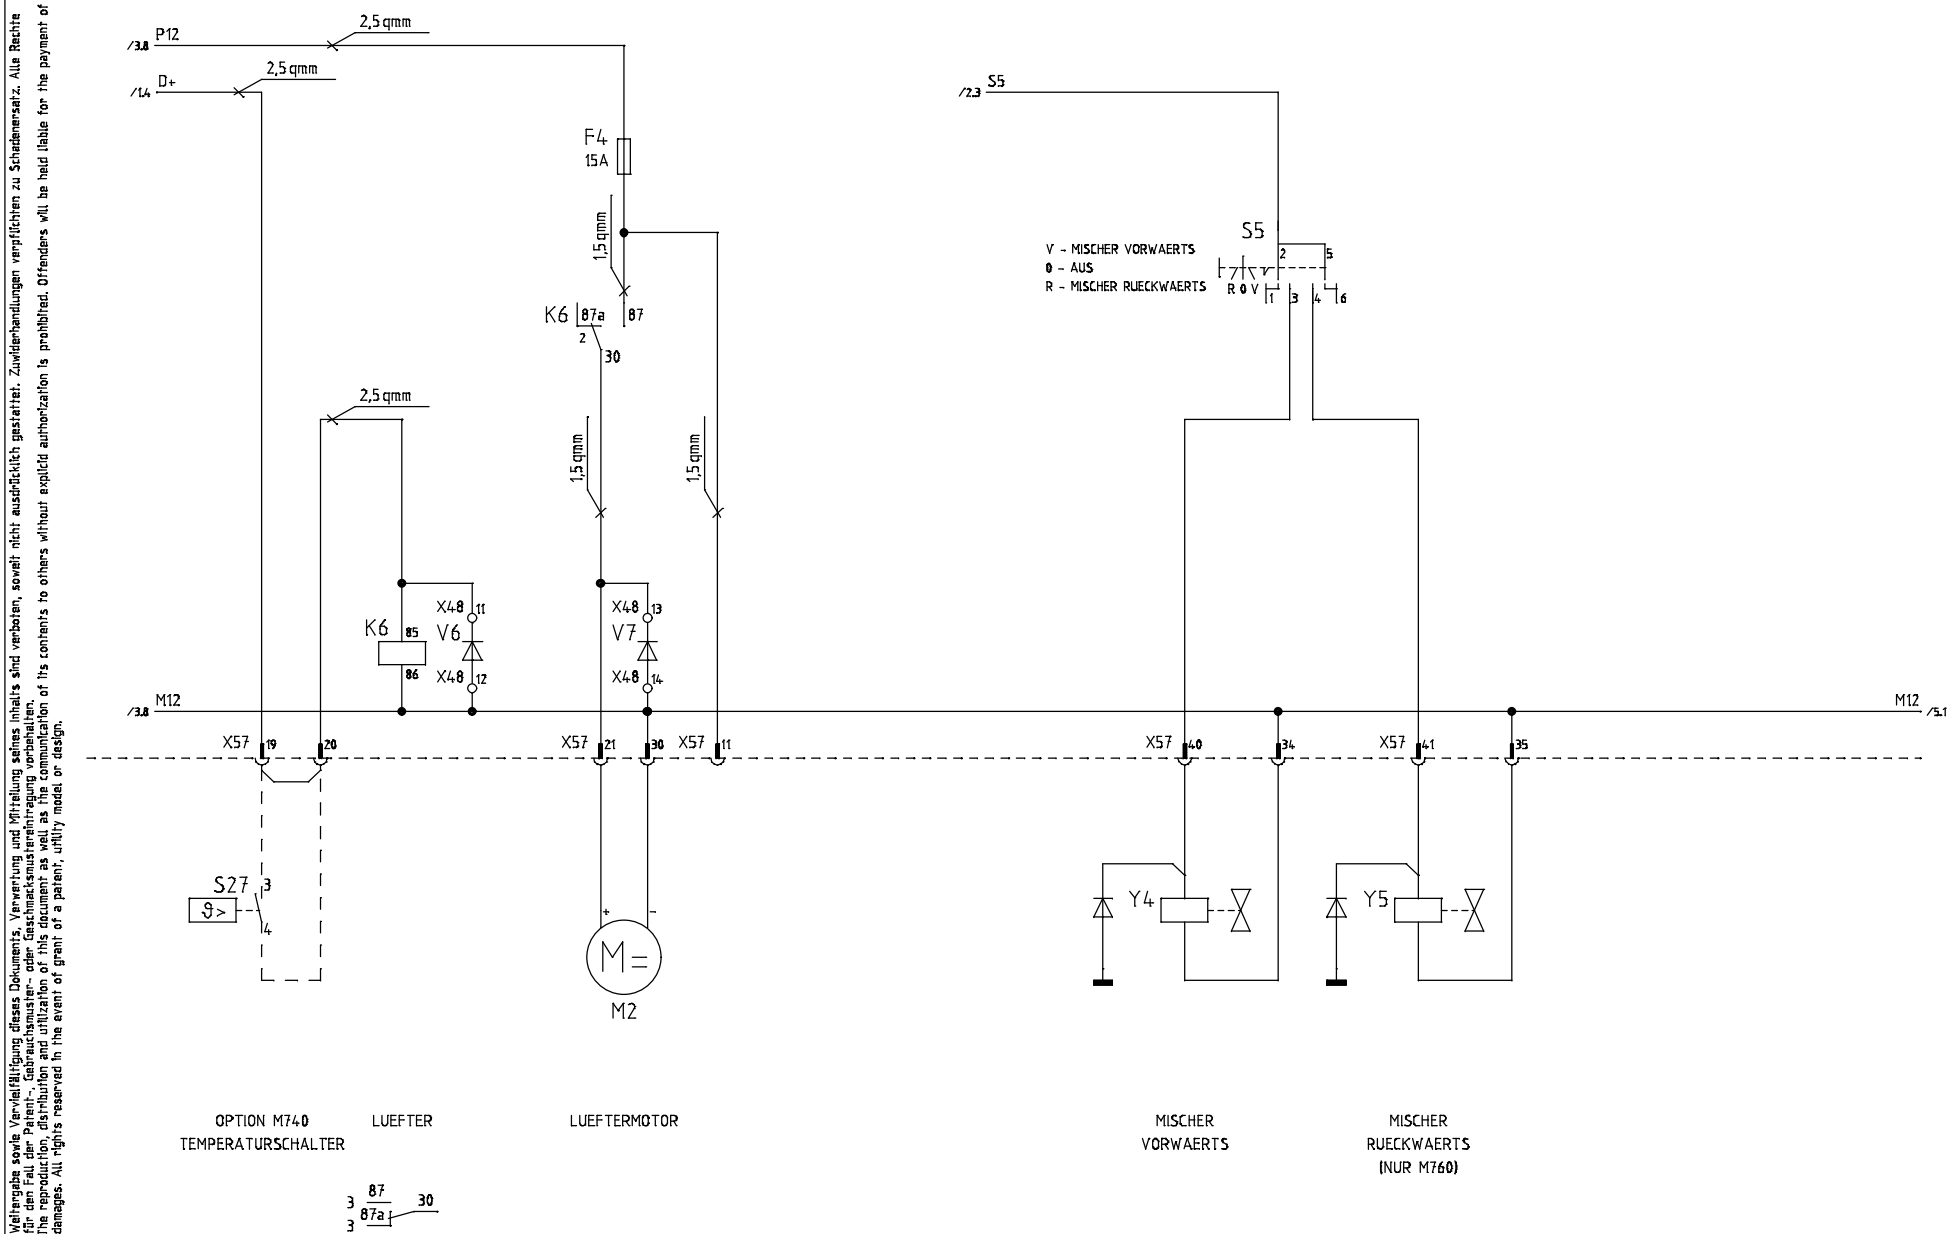 Weitergabe sowie Vervielfältigung dieses Dokuments, Verwertung und Mitteilung seines Inhalts sind verboten, soweit nicht ausdrücklich gestattet. Zuwiderhandlungen verpflichten zu Schadenersatz. Alle Rechte
für den Fall der Patent-, Gebrauchsmuster- oder Geschmacksmustereintragung vorbehalten.
The reproduction, distribution and utilization of this document as well as the communication of its contents to others without explicid authorization is prohibited. Offenders will be held liable for the payment of
damages. All rights reserved in the event of grant of a patent, utility model or design.
/3.8 P12 2,5 qmm
/1.4 D+ 2,5 qmm
/2.3 S5
F4
15A
1,5 qmm
S5 2 5
V - MISCHER VORWAERTS
0 - AUS
R - MISCHER RUECKWAERTS
R 0 V 1 3 4 6
K6 87a 87
2 30
2,5 qmm
1,5 qmm 1,5 qmm
X48 11 X48 13
K6 85 V6 V7
86 X48 12 X48 14
/3.8 M12 M12 /5.1
X57 19 20 X57 21 30 X57 11 X57 40 34 X57 41 35
S27 3
ϑ>
4
+ -
M=
M2
Y4 Y5
OPTION M740
TEMPERATURSCHALTER
LUEFTER
LUEFTERMOTOR
MISCHER
VORWAERTS
MISCHER
RUECKWAERTS
(NUR M760)
3 87 30
3 87a